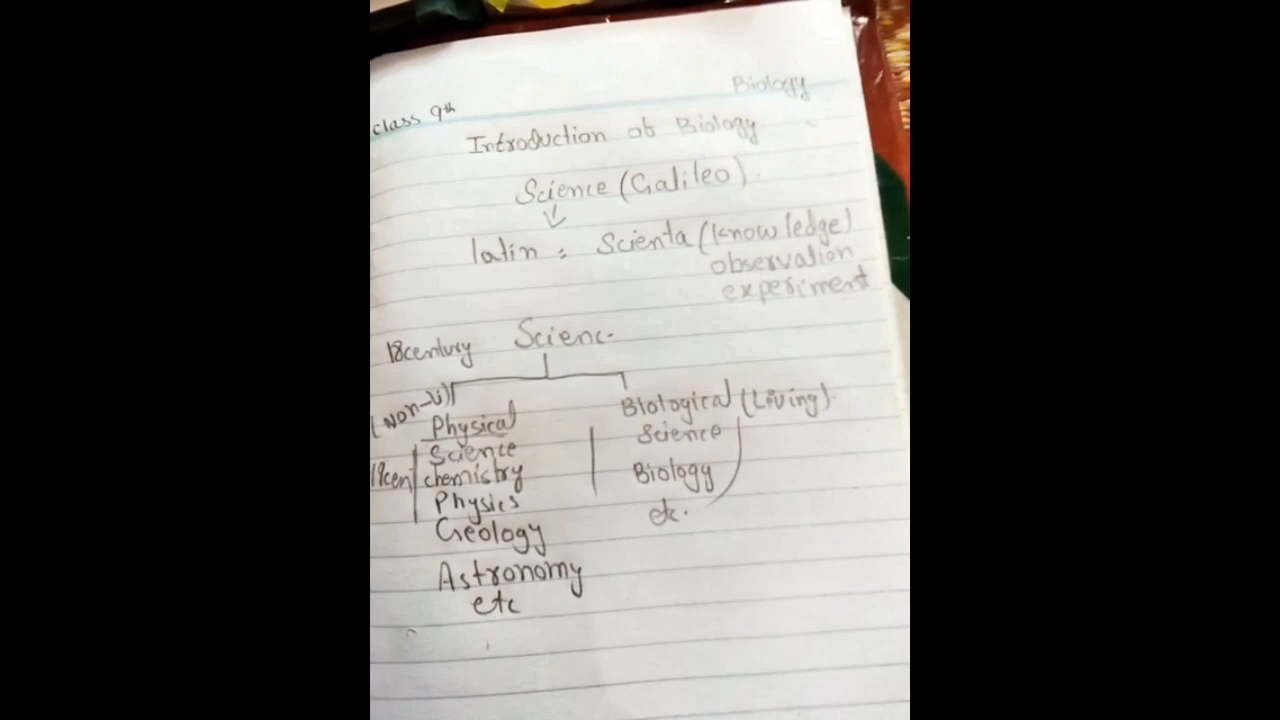 Biology
class 9th
Introduction of Biology
Science (Galileo)
latin : Scienta (knowledge)
observation
experiment
18century Scienc.
(Non-li) Biological (Living).
Physical Science
Science Biology
19cen chemistry etc.
Physics
Geology
Astronomy
etc